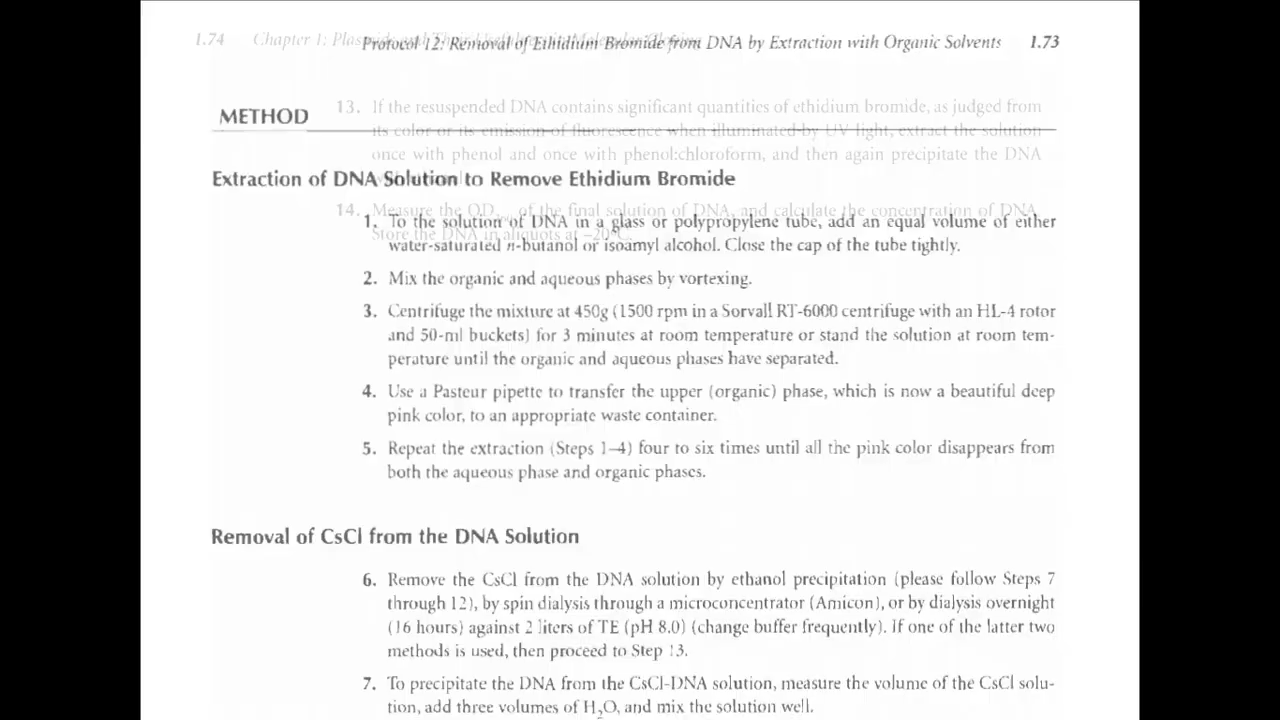 1.74 Chapter 1: Plasmids and Their Usefulness in Molecular Cloning
Protocol 12: Removal of Ethidium Bromide from DNA by Extraction with Organic Solvents 1.73
13. If the resuspended DNA contains significant quantities of ethidium bromide, as judged from
its color or its emission of fluorescence when illuminated by UV light, extract the solution
once with phenol and once with phenol:chloroform, and then again precipitate the DNA
14. Measure the OD of the final solution of DNA, and calculate the concentration of DNA.
Store the DNA in aliquots at –20°C.
METHOD
Extraction of DNA Solution to Remove Ethidium Bromide
1. To the solution of DNA in a glass or polypropylene tube, add an equal volume of either
water-saturated n-butanol or isoamyl alcohol. Close the cap of the tube tightly.
2. Mix the organic and aqueous phases by vortexing.
3. Centrifuge the mixture at 450g (1500 rpm in a Sorvall RT-6000 centrifuge with an HL-4 rotor
and 50-ml buckets) for 3 minutes at room temperature or stand the solution at room tem-
perature until the organic and aqueous phases have separated.
4. Use a Pasteur pipette to transfer the upper (organic) phase, which is now a beautiful deep
pink color, to an appropriate waste container.
5. Repeat the extraction (Steps 1–4) four to six times until all the pink color disappears from
both the aqueous phase and organic phases.
Removal of CsCl from the DNA Solution
6. Remove the CsCl from the DNA solution by ethanol precipitation (please follow Steps 7
through 12), by spin dialysis through a microconcentrator (Amicon), or by dialysis overnight
(16 hours) against 2 liters of TE (pH 8.0) (change buffer frequently). If one of the latter two
methods is used, then proceed to Step 13.
7. To precipitate the DNA from the CsCl-DNA solution, measure the volume of the CsCl solu-
tion, add three volumes of H₂O, and mix the solution well.